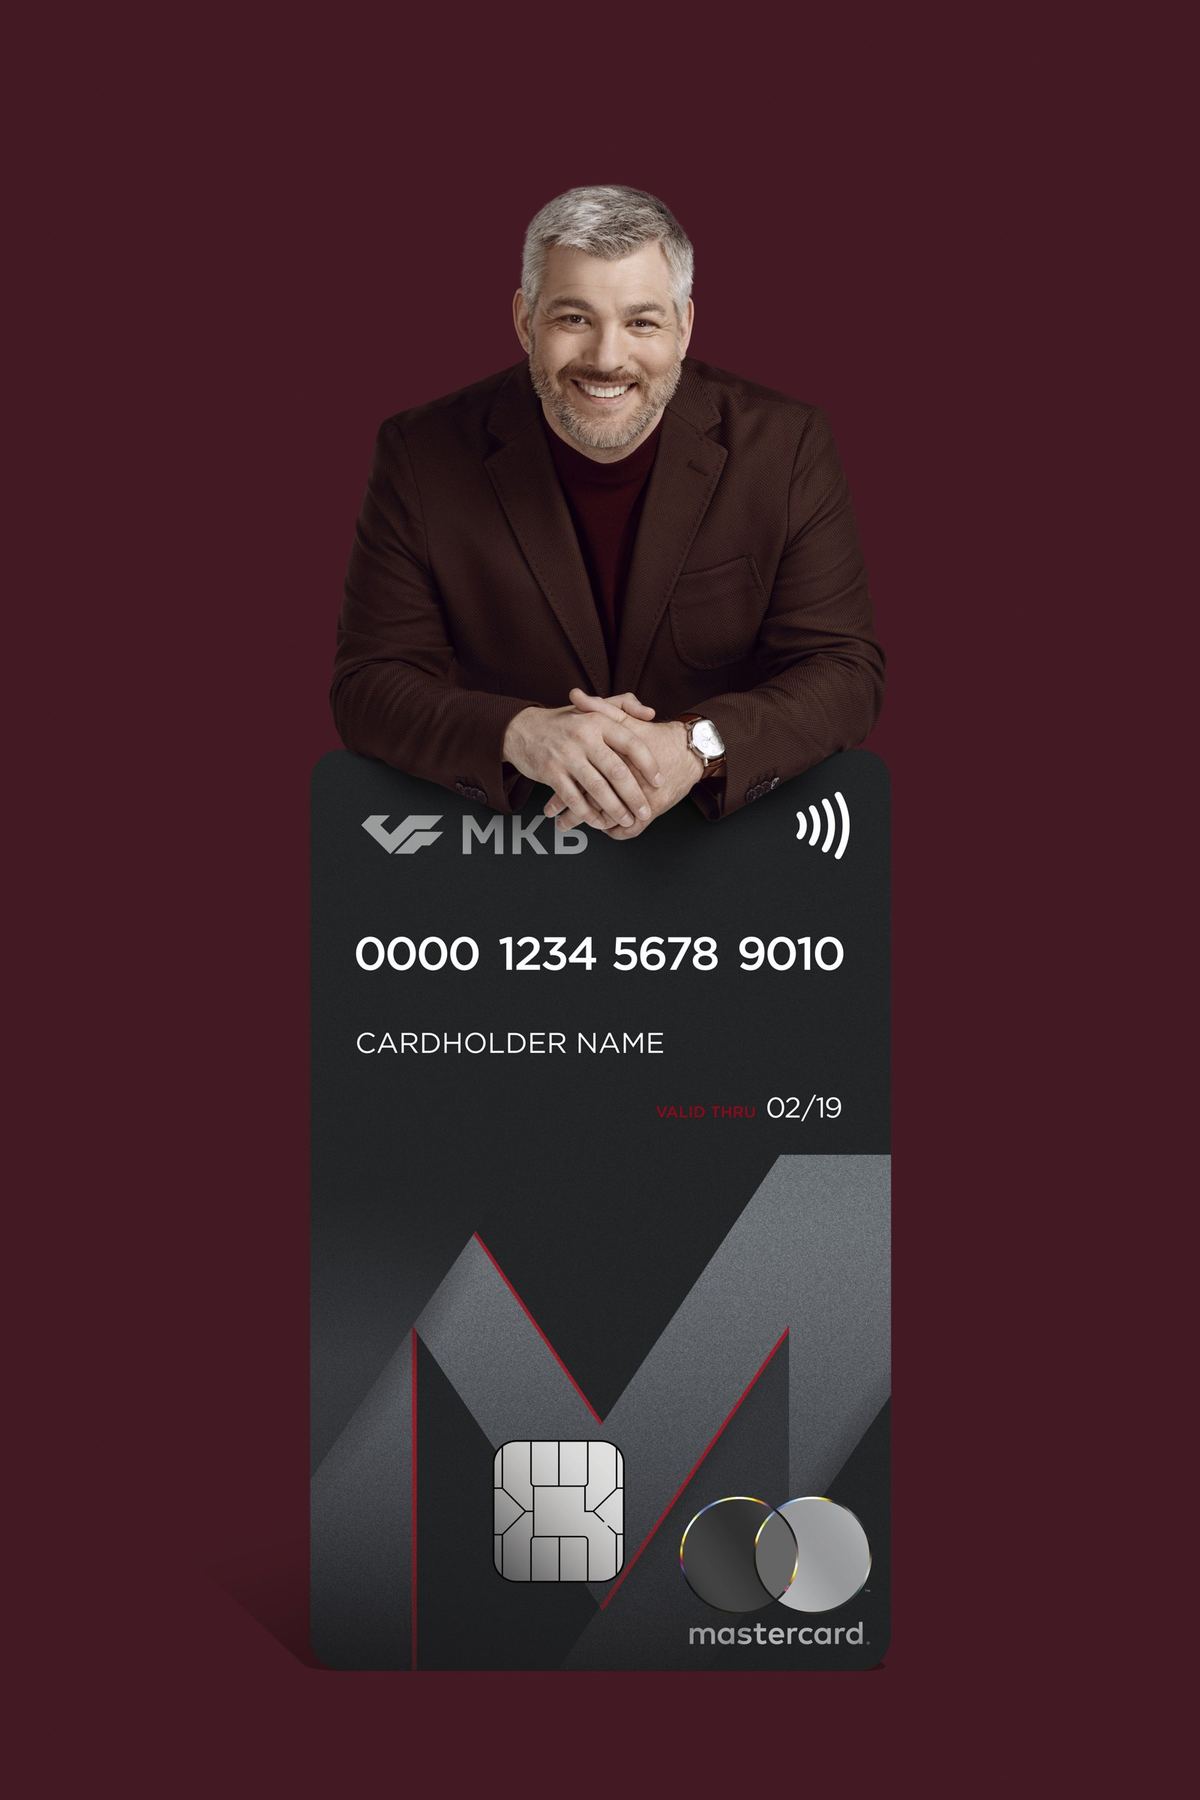 МКБ
0000 1234 5678 9010
CARDHOLDER NAME
VALID THRU 02/19
mastercard.